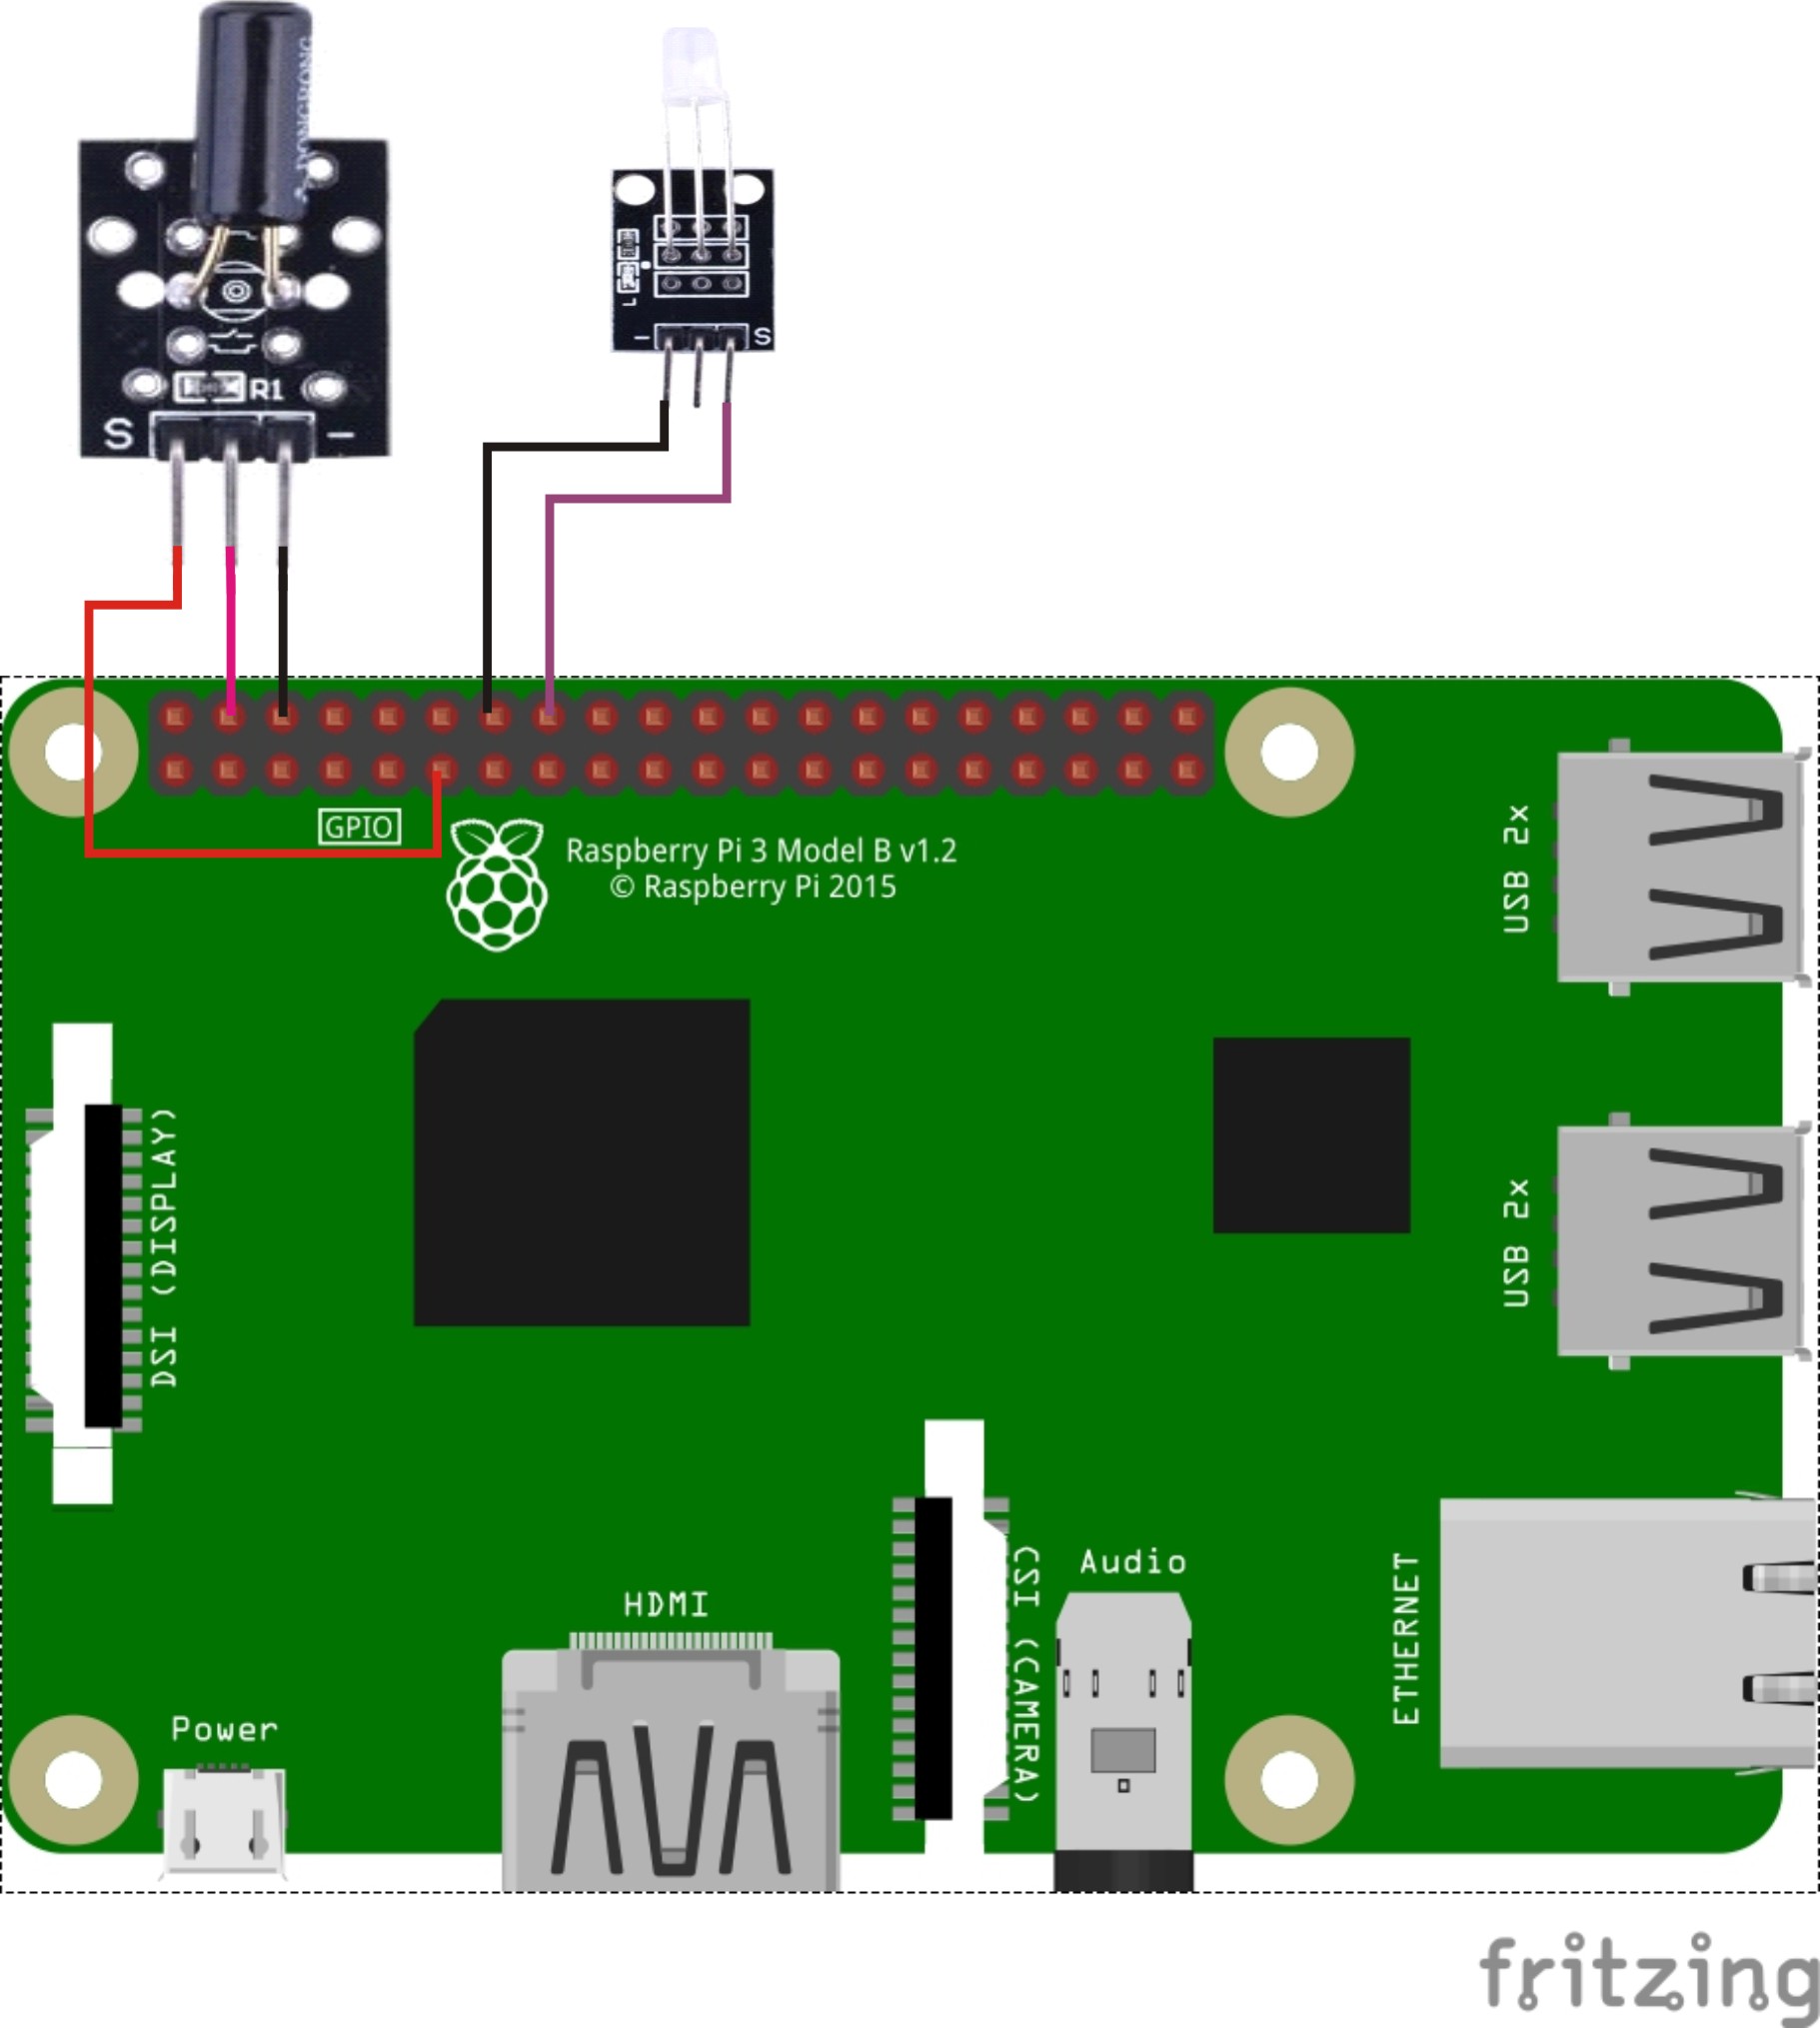 DONGBONG
R1
S
-
L
-
S
GPIO
Raspberry Pi 3 Model B v1.2
© Raspberry Pi 2015
USB 2x
DSI (DISPLAY)
USB 2x
HDMI
CSI (CAMERA)
Audio
ETHERNET
Power
fritzing